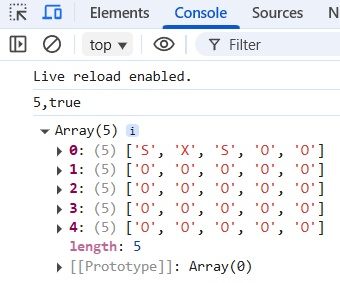 Elements Console Sources N
top Filter
Live reload enabled.
5,true
Array(5) i
0: (5) ['S', 'X', 'S', 'O', 'O']
1: (5) ['O', 'O', 'O', 'O', 'O']
2: (5) ['O', 'O', 'O', 'O', 'O']
3: (5) ['O', 'O', 'O', 'O', 'O']
4: (5) ['O', 'O', 'O', 'O', 'O']
length: 5
[[Prototype]]: Array(0)